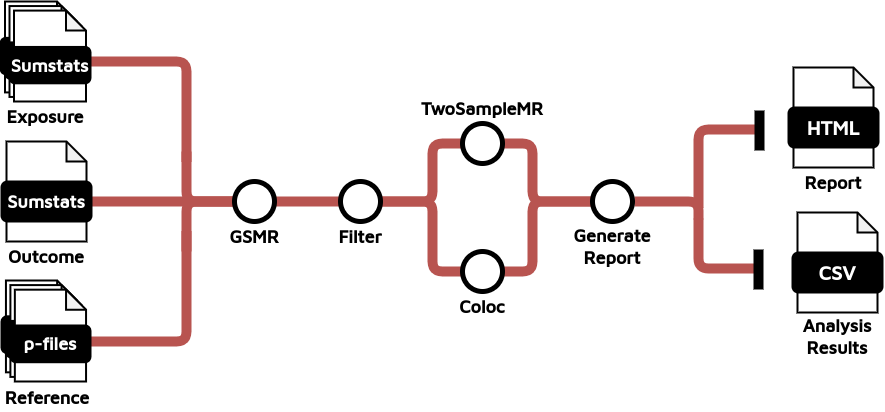 Sumstats
Exposure
Sumstats
Outcome
p-files
Reference
GSMR
Filter
TwoSampleMR
Coloc
Generate
Report
HTML
Report
CSV
Analysis
Results